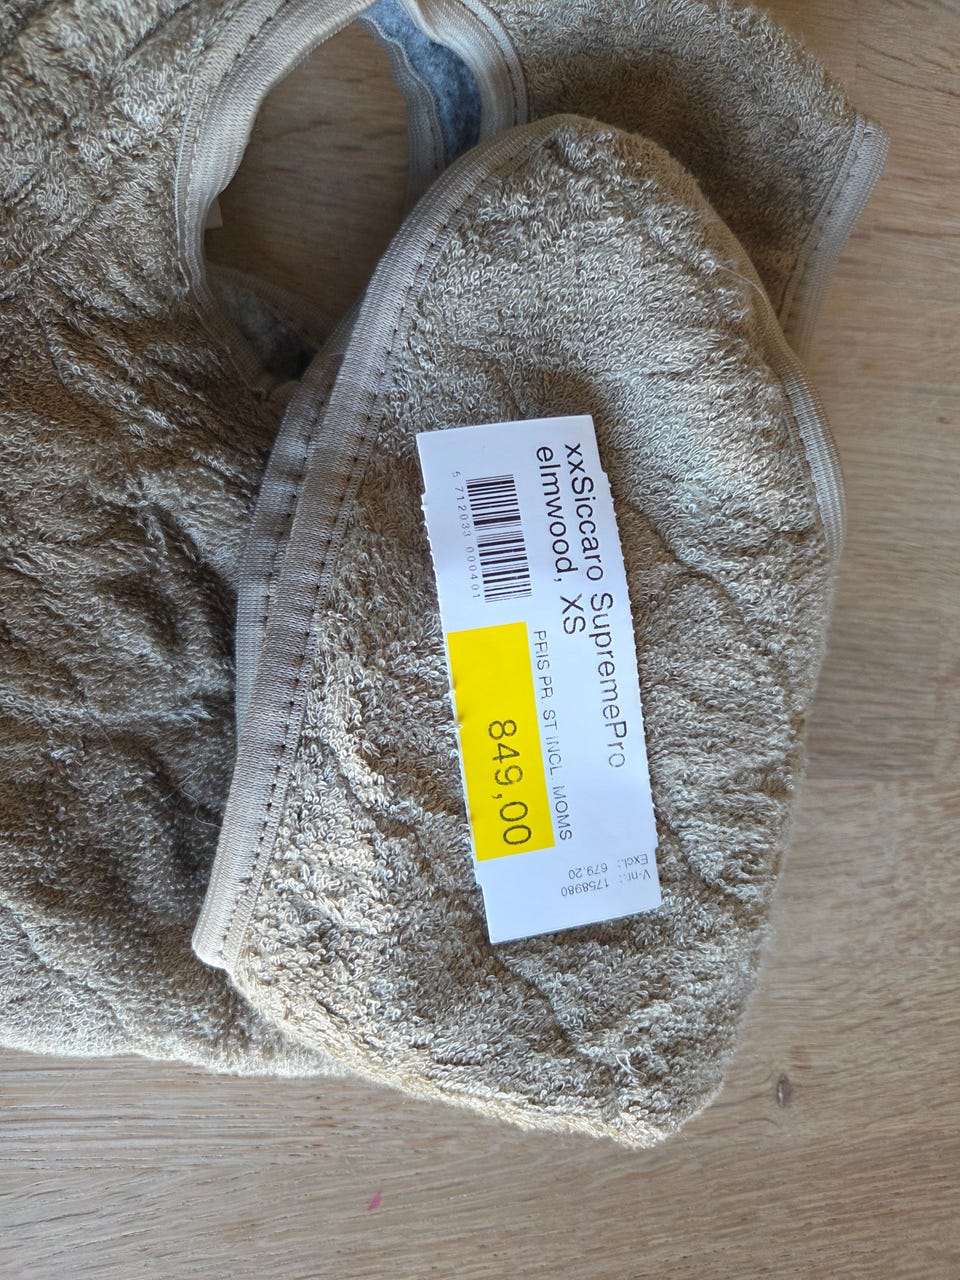 xxSiccaro SupremePro
elmwood, XS
5 712033 000401
PRIS PR. ST INCL. MOMS
849,00
V-nr.: 1758980
Excl.: 679.20